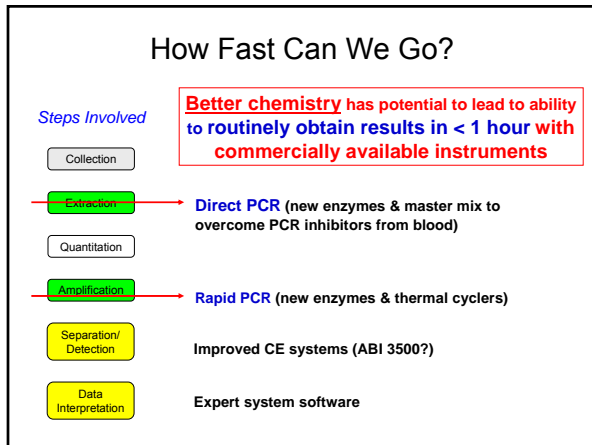 How Fast Can We Go?
Steps Involved
Better chemistry has potential to lead to ability
to routinely obtain results in < 1 hour with
commercially available instruments
Collection
Extraction
Direct PCR (new enzymes & master mix to
overcome PCR inhibitors from blood)
Quantitation
Amplification
Rapid PCR (new enzymes & thermal cyclers)
Separation/
Detection
Improved CE systems (ABI 3500?)
Data
Interpretation
Expert system software